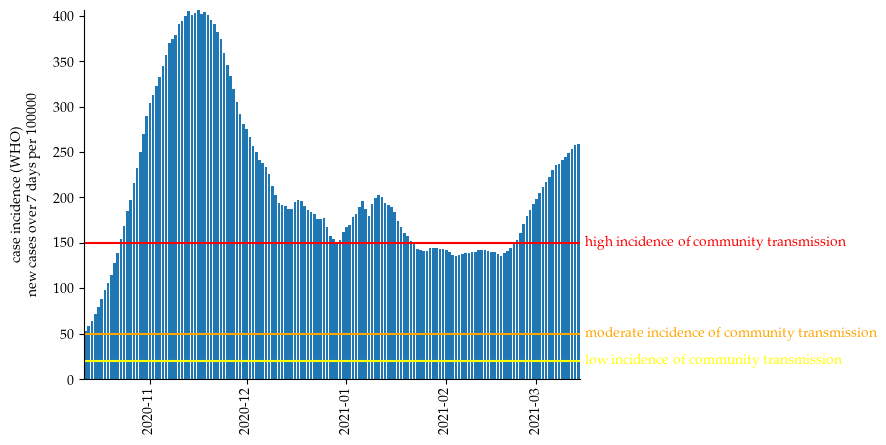 case incidence (WHO)
new cases over 7 days per 100000
400
350
300
250
200
150
100
50
0
high incidence of community transmission
moderate incidence of community transmission
low incidence of community transmission
2020-11
2020-12
2021-01
2021-02
2021-03